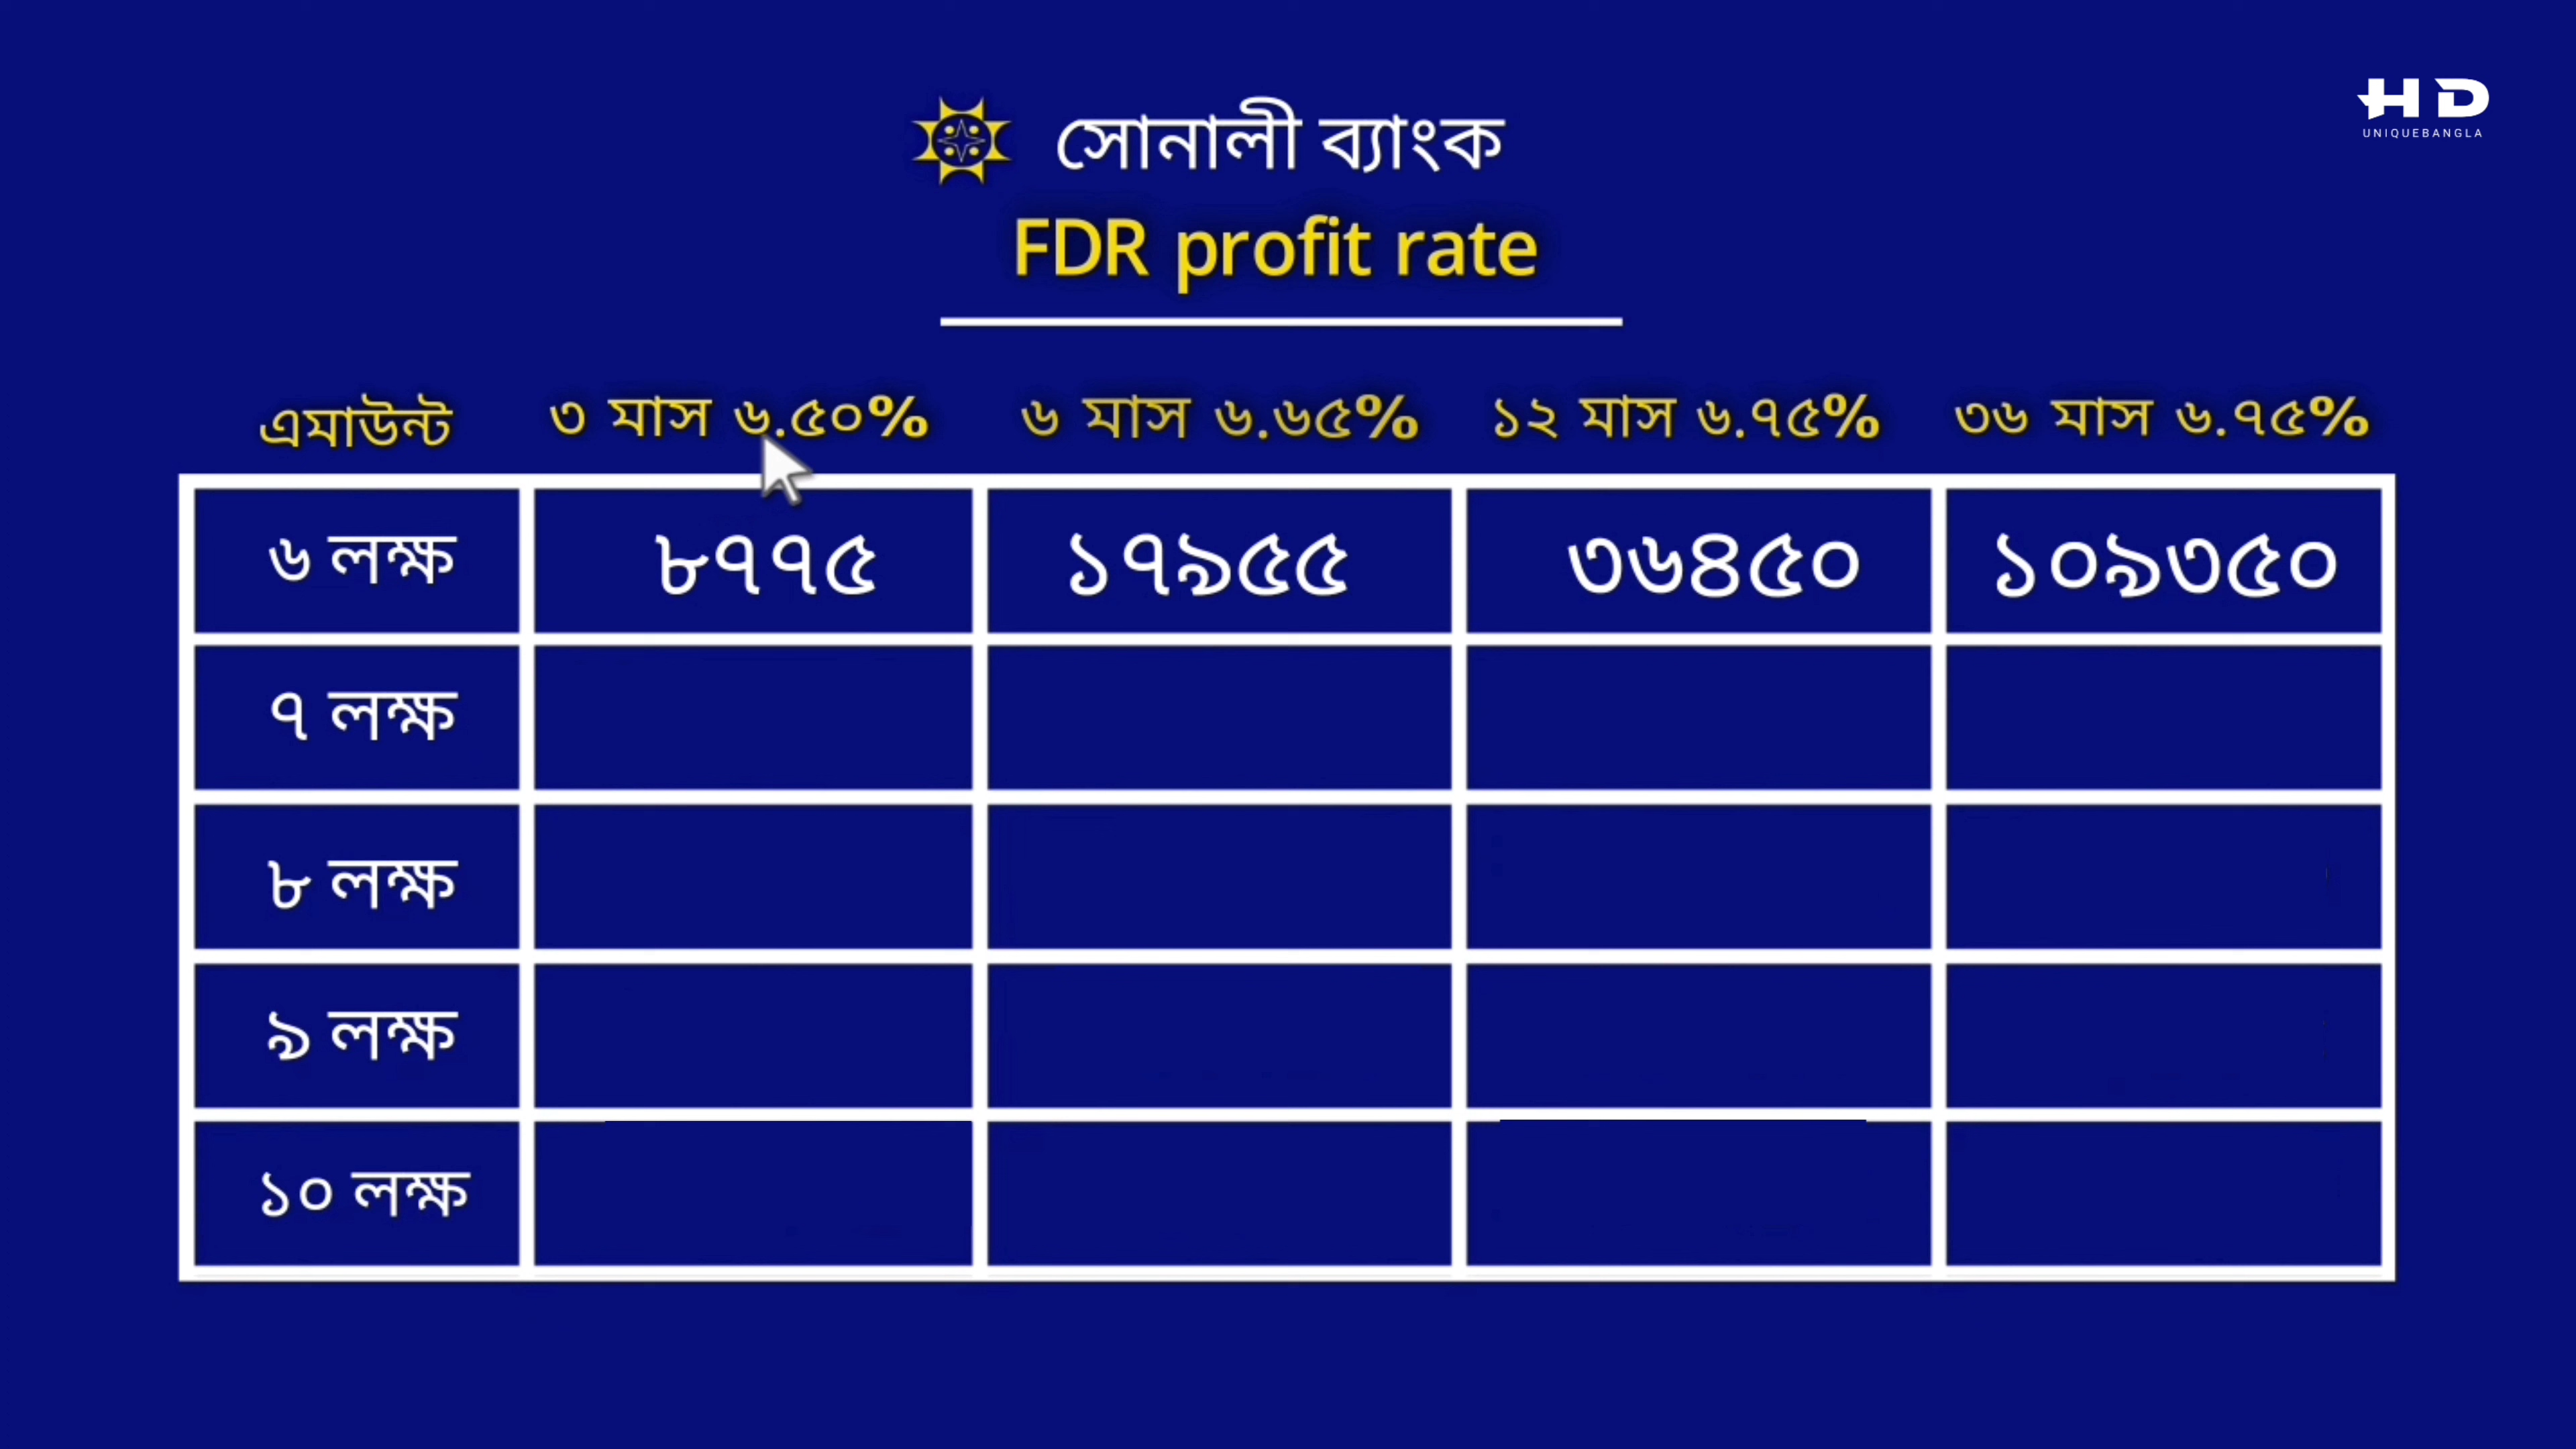 HD
UNIQUEBANGLA
সোনালী ব্যাংক
FDR profit rate
এমাউন্ট ৩ মাস ৬.৫০% ৬ মাস ৬.৬৫% ১২ মাস ৬.৭৫% ৩৬ মাস ৬.৭৫%
৬ লক্ষ ৮৭৭৫ ১৭৯৫৫ ৩৬৪৫০ ১০৯৩৫০
৭ লক্ষ
৮ লক্ষ
৯ লক্ষ
১০ লক্ষ